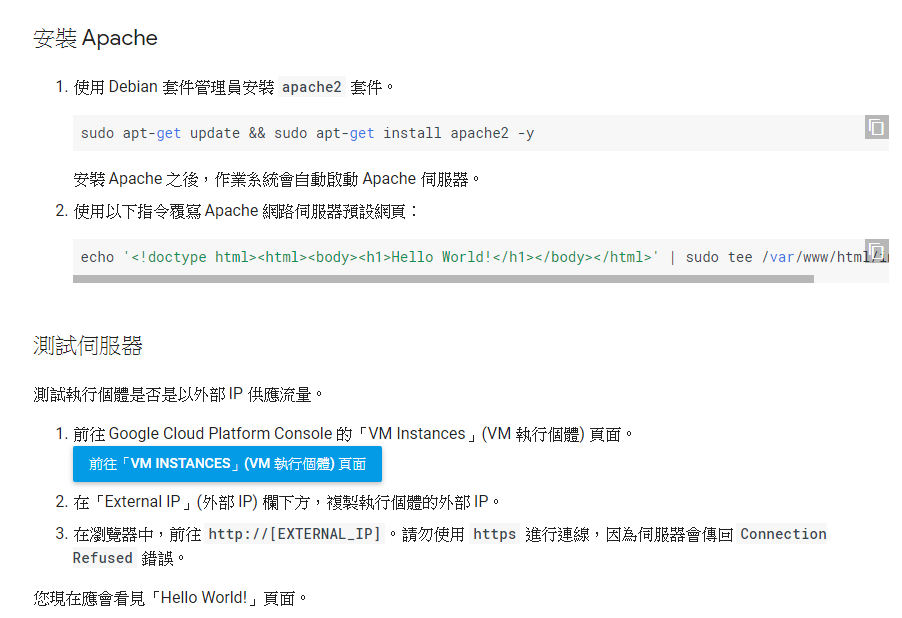 安裝 Apache
1. 使用 Debian 套件管理員安裝 apache2 套件。
sudo apt-get update && sudo apt-get install apache2 -y
安裝 Apache 之後，作業系統會自動啟動 Apache 伺服器。
2. 使用以下指令覆寫 Apache 網路伺服器預設網頁：
echo '<!doctype html><html><body><h1>Hello World!</h1></body></html>' | sudo tee /var/www/html/
測試伺服器
測試執行個體是否是以外部 IP 供應流量。
1. 前往 Google Cloud Platform Console 的「VM Instances」(VM 執行個體) 頁面。
前往「VM INSTANCES」(VM 執行個體) 頁面
2. 在「External IP」(外部 IP) 欄下方，複製執行個體的外部 IP。
3. 在瀏覽器中，前往 http://[EXTERNAL_IP]。請勿使用 https 進行連線，因為伺服器會傳回 Connection
Refused 錯誤。
您現在應會看見「Hello World!」頁面。